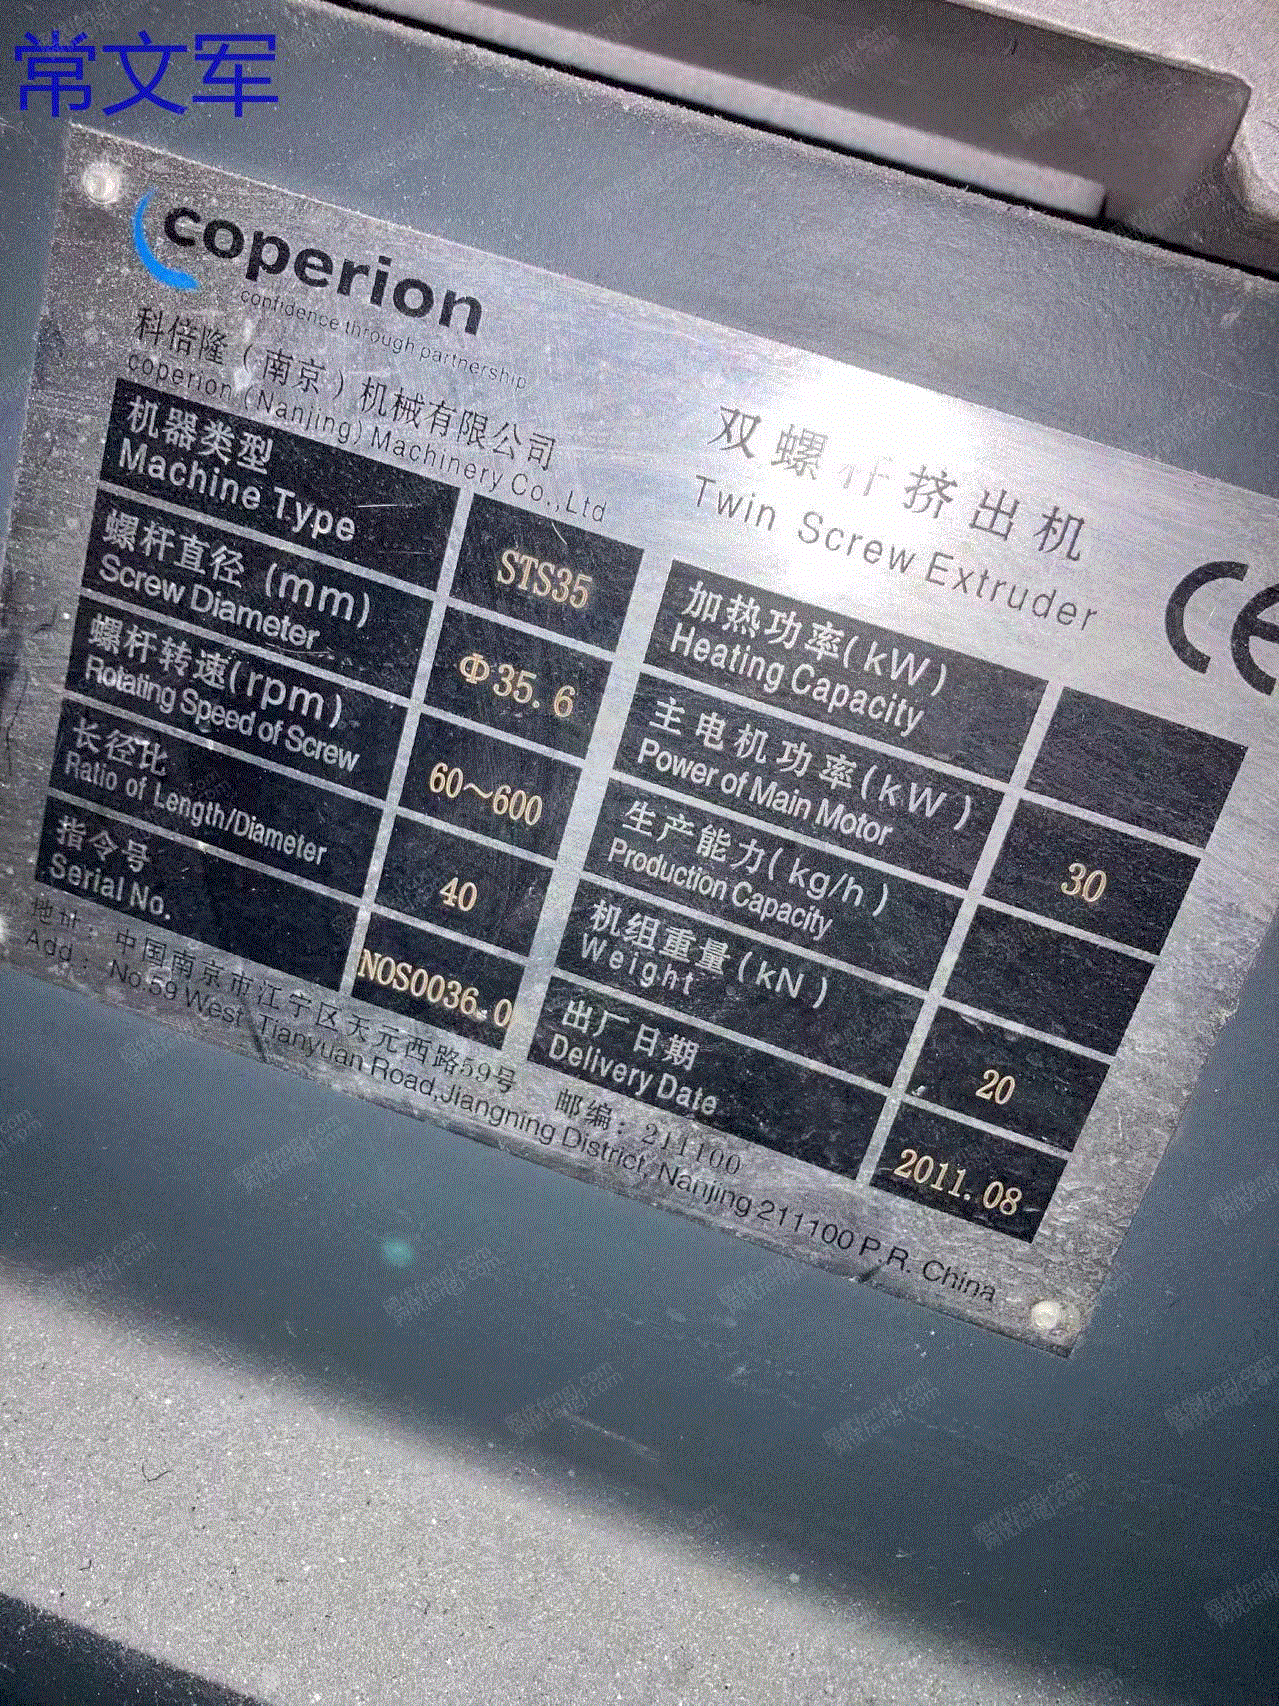 常文军
coperion
confidence through partnership
科倍隆（南京）机械有限公司
coperion (Nanjing) Machinery Co.,Ltd
双螺杆挤出机
Twin Screw Extruder
CE
机器类型
Machine Type
STS35
螺杆直径 (mm)
Screw Diameter
Φ35.6
螺杆转速(rpm)
Rotating Speed of Screw
60～600
长径比
Ratio of Length/Diameter
40
指令号
Serial No.
NOS0036.0
加热功率(kW)
Heating Capacity
主电机功率(kW)
Power of Main Motor
30
生产能力(kg/h)
Production Capacity
机组重量(kN)
Weight
20
出厂日期
Delivery Date
2011.08
地址：中国南京市江宁区天元西路59号 邮编：211100
Add：No.59 West Tianyuan Road,Jiangning District, Nanjing 211100 P.R. China